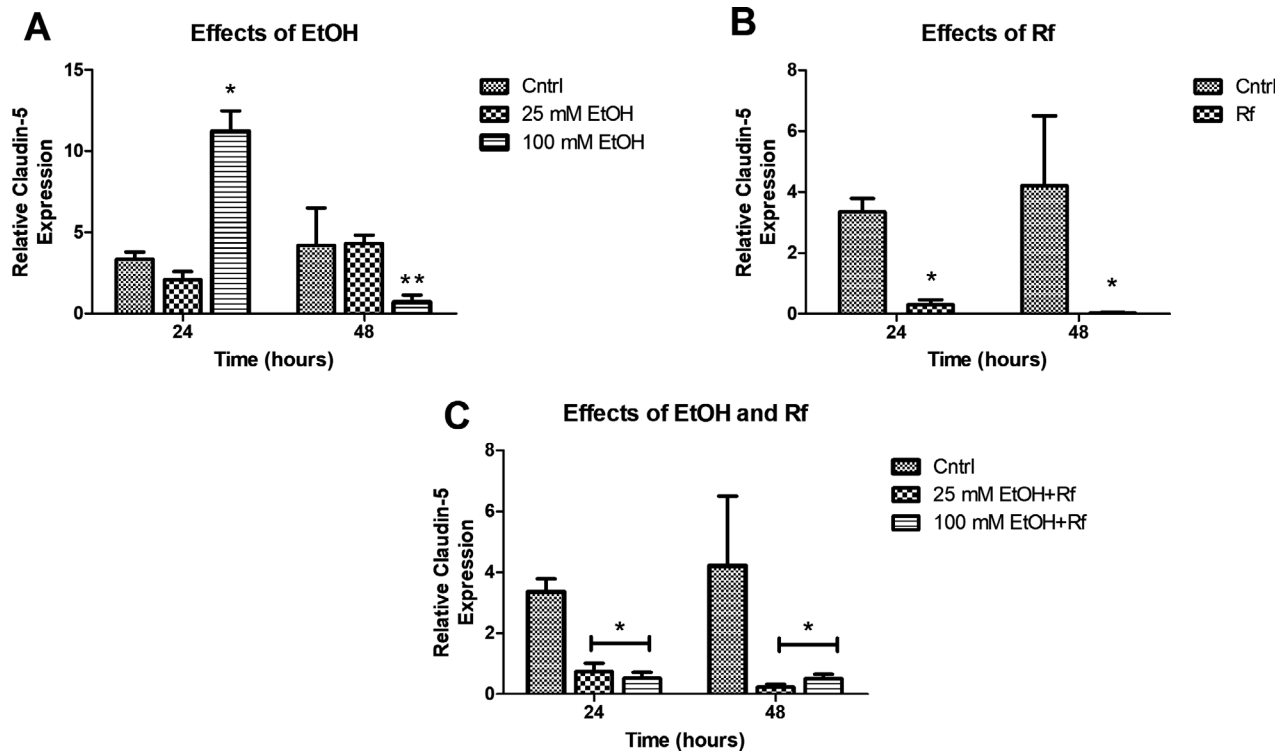 A
Effects of EtOH
Relative Claudin-5
Expression
15
10
5
0
*
**
24
48
Time (hours)
Cntrl
25 mM EtOH
100 mM EtOH
B
Effects of Rf
Relative Claudin-5
Expression
8
6
4
2
0
*
*
24
48
Time (hours)
Cntrl
Rf
C
Effects of EtOH and Rf
Relative Claudin-5
Expression
8
6
4
2
0
*
*
24
48
Time (hours)
Cntrl
25 mM EtOH+Rf
100 mM EtOH+Rf